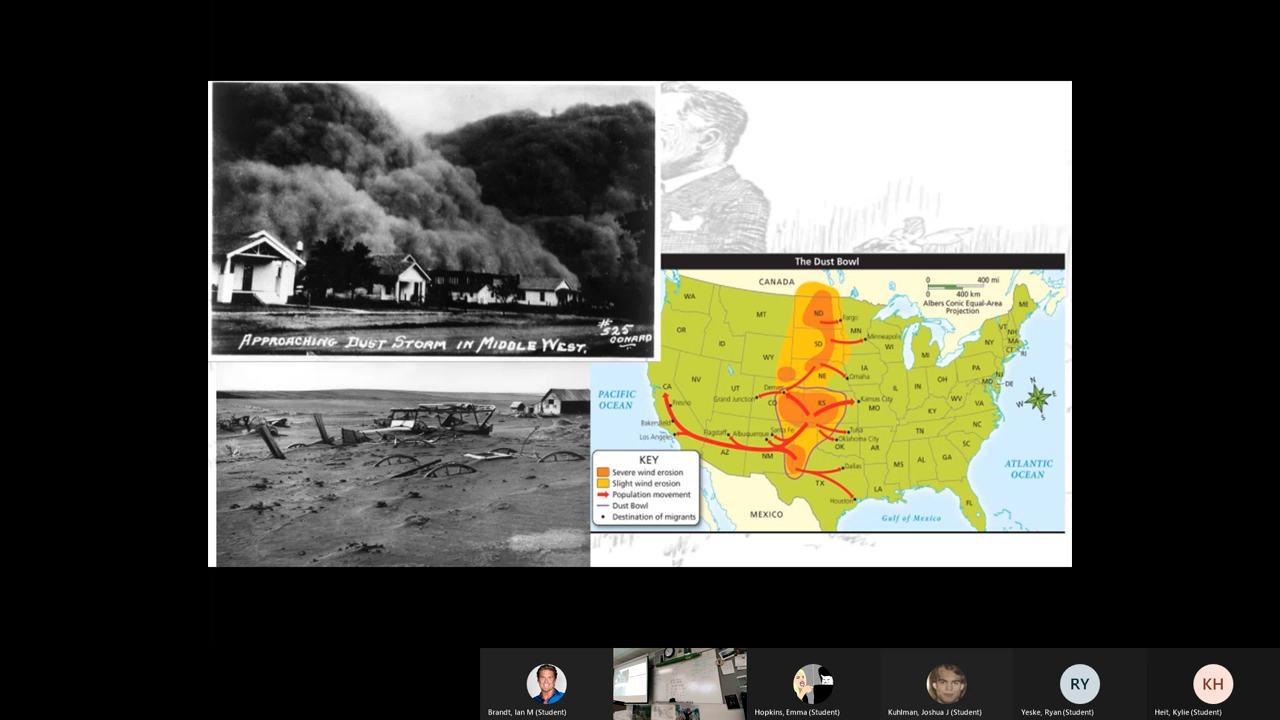 APPROACHING DUST STORM IN MIDDLE WEST.
#525
CONARD
The Dust Bowl
CANADA
0 400 mi
0 400 km
Albers Conic Equal-Area
Projection
WA
MT
ND
Fargo
MN
Minneapolis
ME
VT
NH
OR
ID
SD
WI
MI
NY
MA
CT
RI
WY
IA
PA
NJ
NE
Omaha
OH
MD
DE
NV
UT
Denver
IL
IN
WV
VA
PACIFIC
OCEAN
CA
Fresno
Grand Junction
CO
KS
Kansas City
MO
KY
N
E
W
S
Bakersfield
Los Angeles
Flagstaff
Albuquerque
Santa Fe
Tulsa
Oklahoma City
OK
AR
TN
NC
SC
AZ
NM
Dallas
MS
AL
GA
ATLANTIC
OCEAN
TX
LA
Houston
FL
MEXICO
Gulf of Mexico
KEY
Severe wind erosion
Slight wind erosion
Population movement
Dust Bowl
Destination of migrants
RY
KH
Brandt, Ian M (Student)
Hopkins, Emma (Student)
Kuhlman, Joshua J (Student)
Yeske, Ryan (Student)
Heit, Kylie (Student)